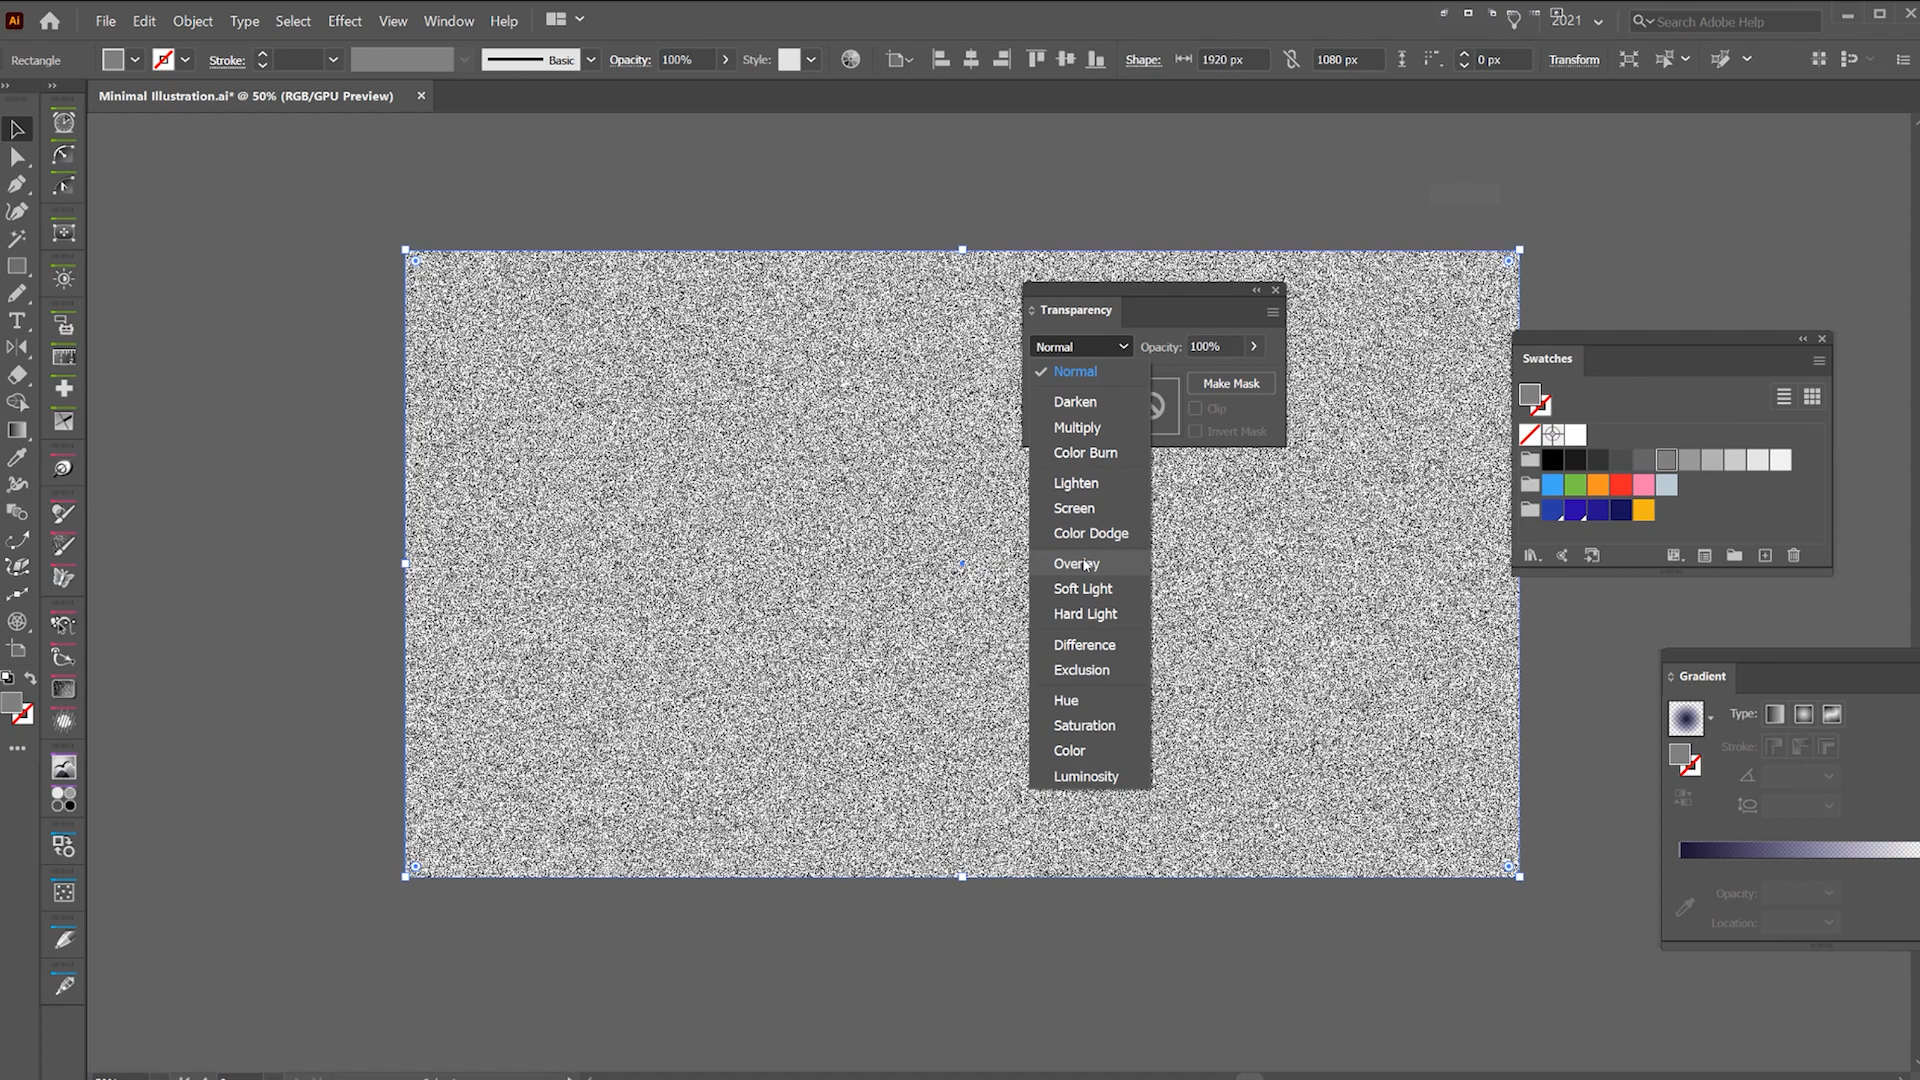 Ai File Edit Object Type Select Effect View Window Help 2021 Search Adobe Help
Rectangle Stroke: Basic Opacity: 100% Style: Shape: 1920 px 1080 px 0 px Transform
Minimal Illustration.ai* @ 50% (RGB/GPU Preview)
Transparency
Normal Opacity: 100%
Normal
Make Mask
Darken
Clip
Multiply
Invert Mask
Color Burn
Lighten
Screen
Color Dodge
Overlay
Soft Light
Hard Light
Difference
Exclusion
Hue
Saturation
Color
Luminosity
Swatches
Gradient
Type:
Stroke:
Opacity:
Location: